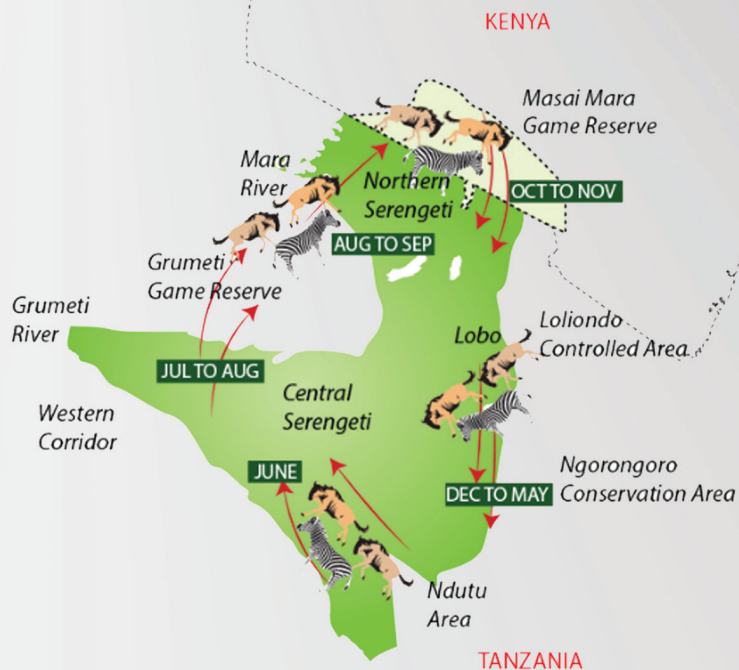 KENYA
Masai Mara
Game Reserve
Mara
River
Northern
Serengeti
OCT TO NOV
AUG TO SEP
Grumeti
Game Reserve
Grumeti
River
Lobo
Loliondo
Controlled Area
JUL TO AUG
Central
Serengeti
Western
Corridor
JUNE
Ngorongoro
Conservation Area
DEC TO MAY
Ndutu
Area
TANZANIA